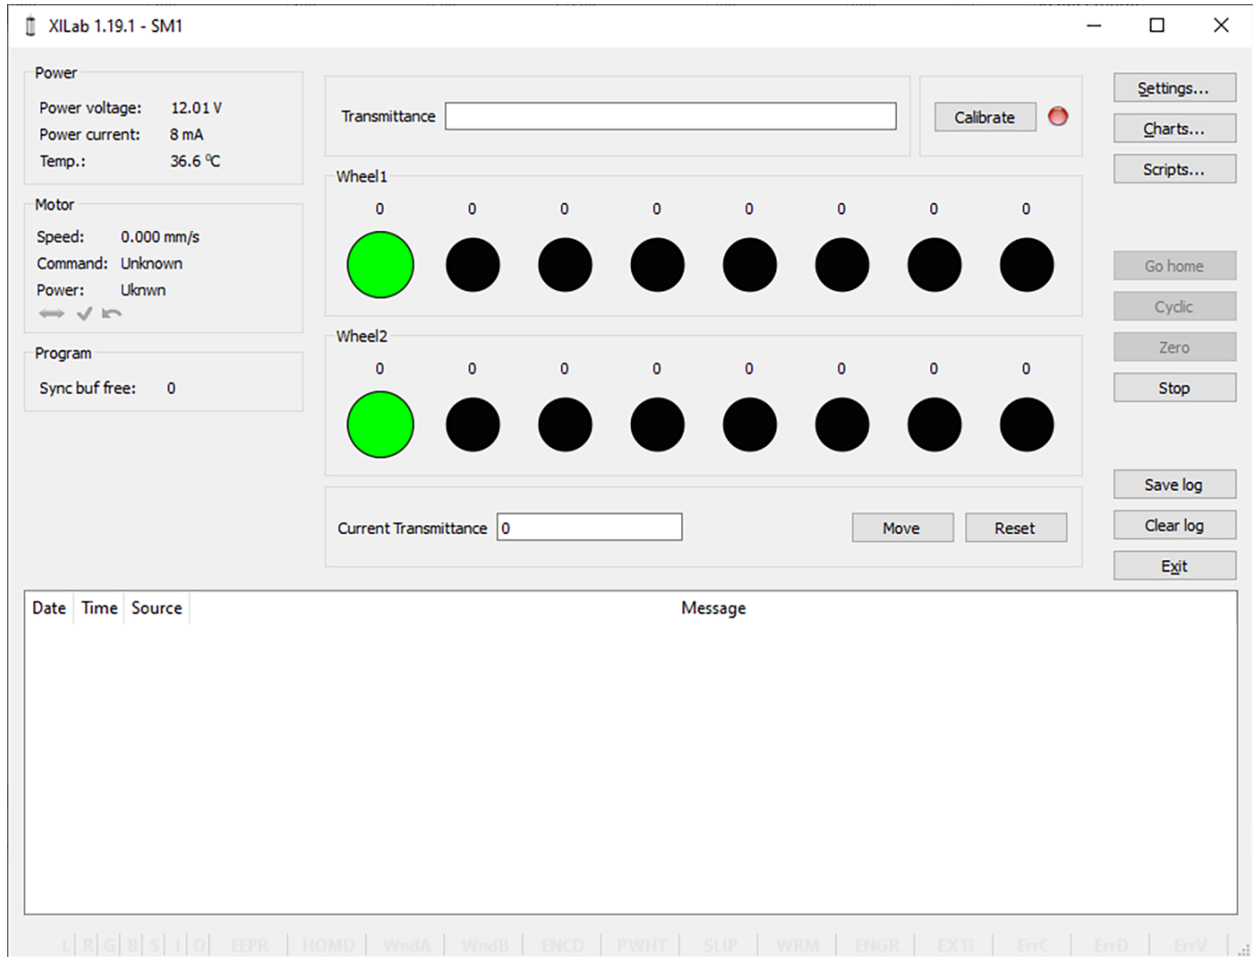 XILab 1.19.1 - SM1
Power
Power voltage: 12.01 V
Power current: 8 mA
Temp.: 36.6 ⁰C
Motor
Speed: 0.000 mm/s
Command: Unknown
Power: Uknwn
Program
Sync buf free: 0
Transmittance
Calibrate
Wheel1
0 0 0 0 0 0 0 0
Wheel2
0 0 0 0 0 0 0 0
Current Transmittance 0
Move Reset
Settings...
Charts...
Scripts...
Go home
Cyclic
Zero
Stop
Save log
Clear log
Exit
Date Time Source Message
L R G B S I O EEPR HOMD WndA WndB ENCD PWHT SLIP WRM ENGR EXTi ErrC ErrD ErrV